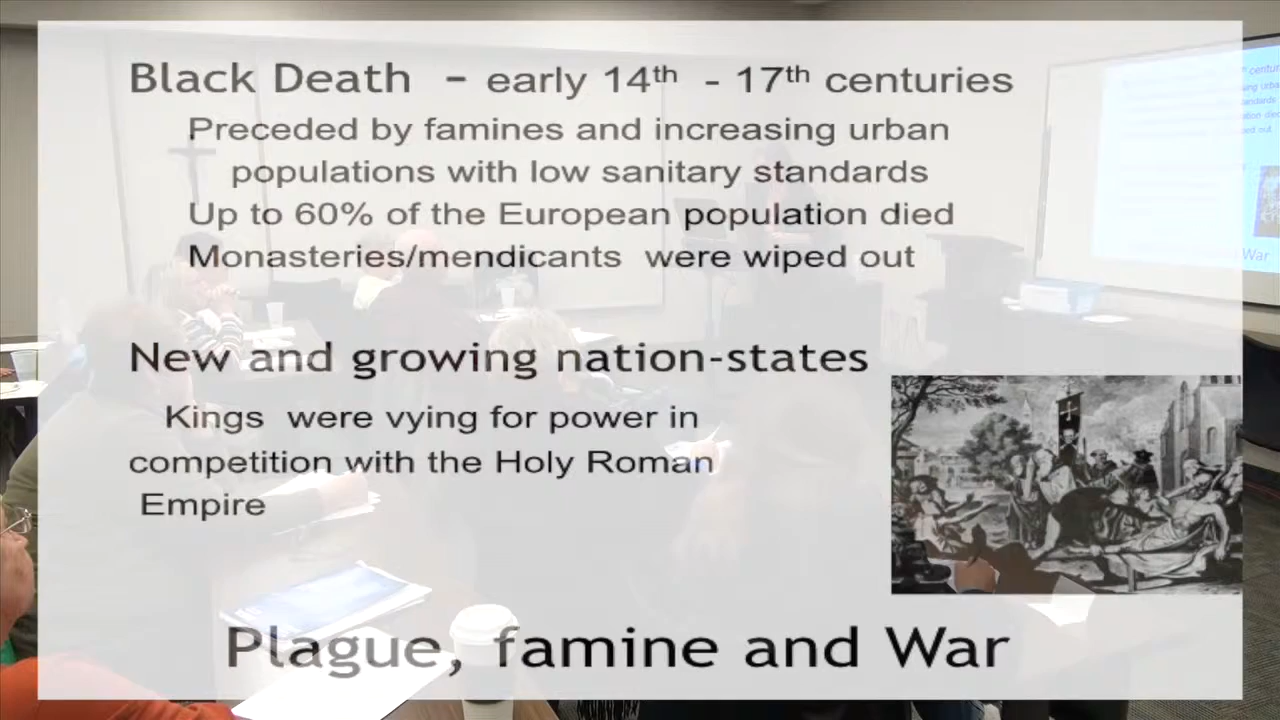 Black Death – early 14th - 17th centuries
Preceded by famines and increasing urban
populations with low sanitary standards
Up to 60% of the European population died
Monasteries/mendicants were wiped out
New and growing nation-states
Kings were vying for power in
competition with the Holy Roman
Empire
Plague, famine and War
War